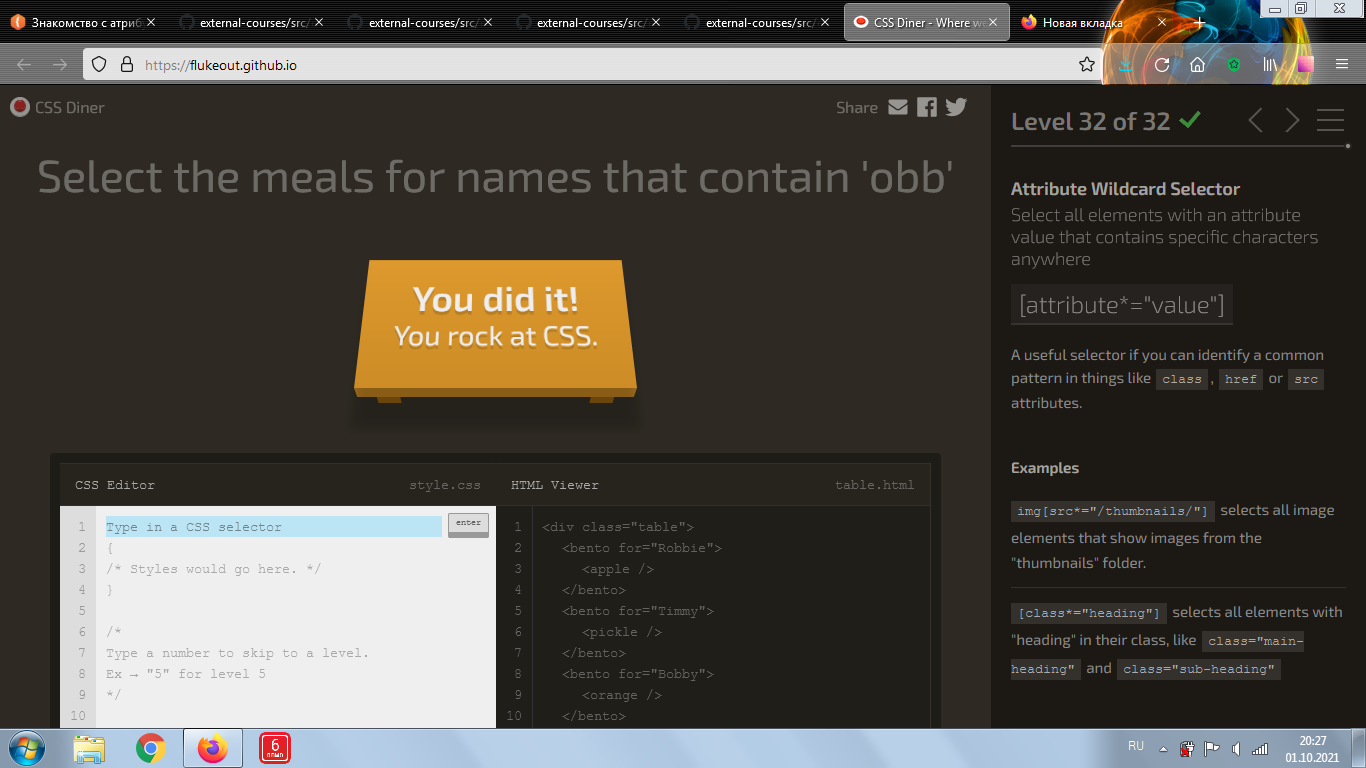 Знакомство с атриб
external-courses/src/
external-courses/src/
external-courses/src/
external-courses/src/
CSS Diner - Where we
Новая вкладка
https://flukeout.github.io
CSS Diner
Share
Select the meals for names that contain 'obb'
You did it!
You rock at CSS.
CSS Editor
style.css
HTML Viewer
table.html
1 Type in a CSS selector
enter
2 {
3 /* Styles would go here. */
4 }
5
6 /*
7 Type a number to skip to a level.
8 Ex → "5" for level 5
9 */
10
1 <div class="table">
2 <bento for="Robbie">
3 <apple />
4 </bento>
5 <bento for="Timmy">
6 <pickle />
7 </bento>
8 <bento for="Bobby">
9 <orange />
10 </bento>
Level 32 of 32
Attribute Wildcard Selector
Select all elements with an attribute
value that contains specific characters
anywhere
[attribute*="value"]
A useful selector if you can identify a common
pattern in things like class , href or src
attributes.
Examples
img[src*="/thumbnails/"] selects all image
elements that show images from the
"thumbnails" folder.
[class*="heading"] selects all elements with
"heading" in their class, like class="main-
heading" and class="sub-heading"
6
RU
20:27
01.10.2021